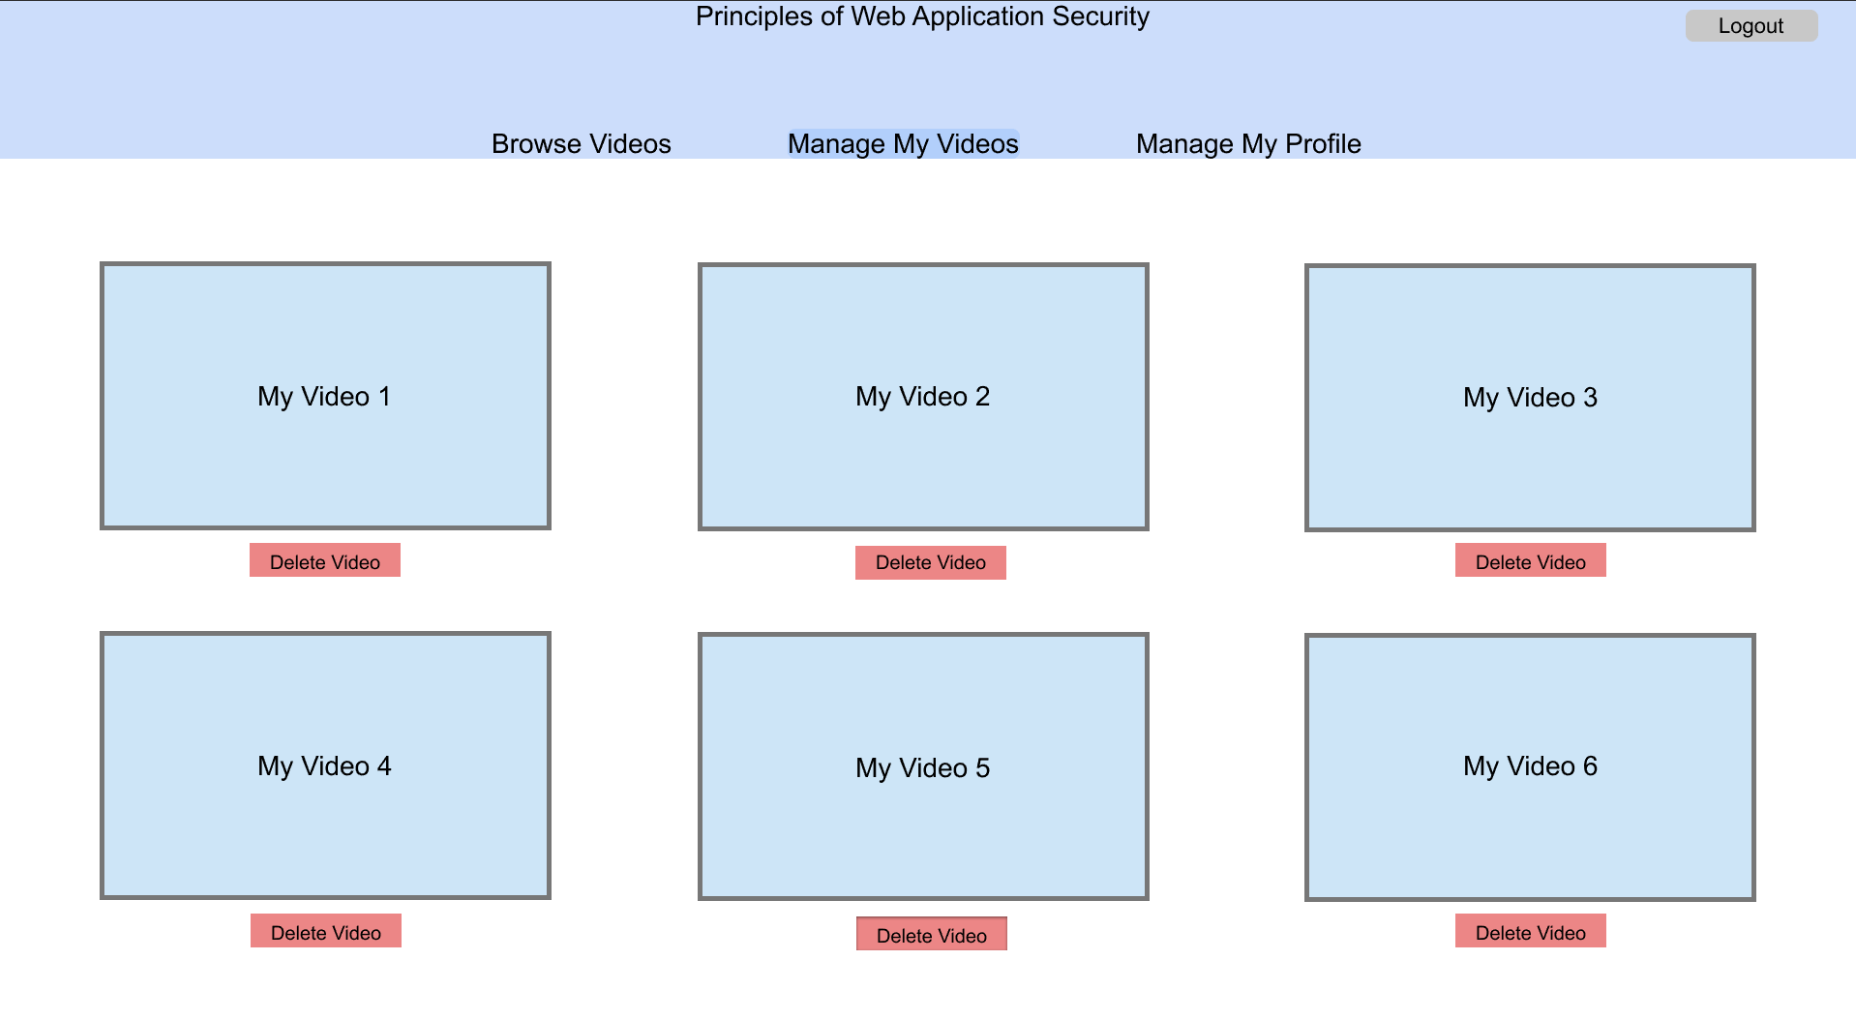 Principles of Web Application Security
Logout
Browse Videos
Manage My Videos
Manage My Profile
My Video 1
My Video 2
My Video 3
Delete Video
Delete Video
Delete Video
My Video 4
My Video 5
My Video 6
Delete Video
Delete Video
Delete Video